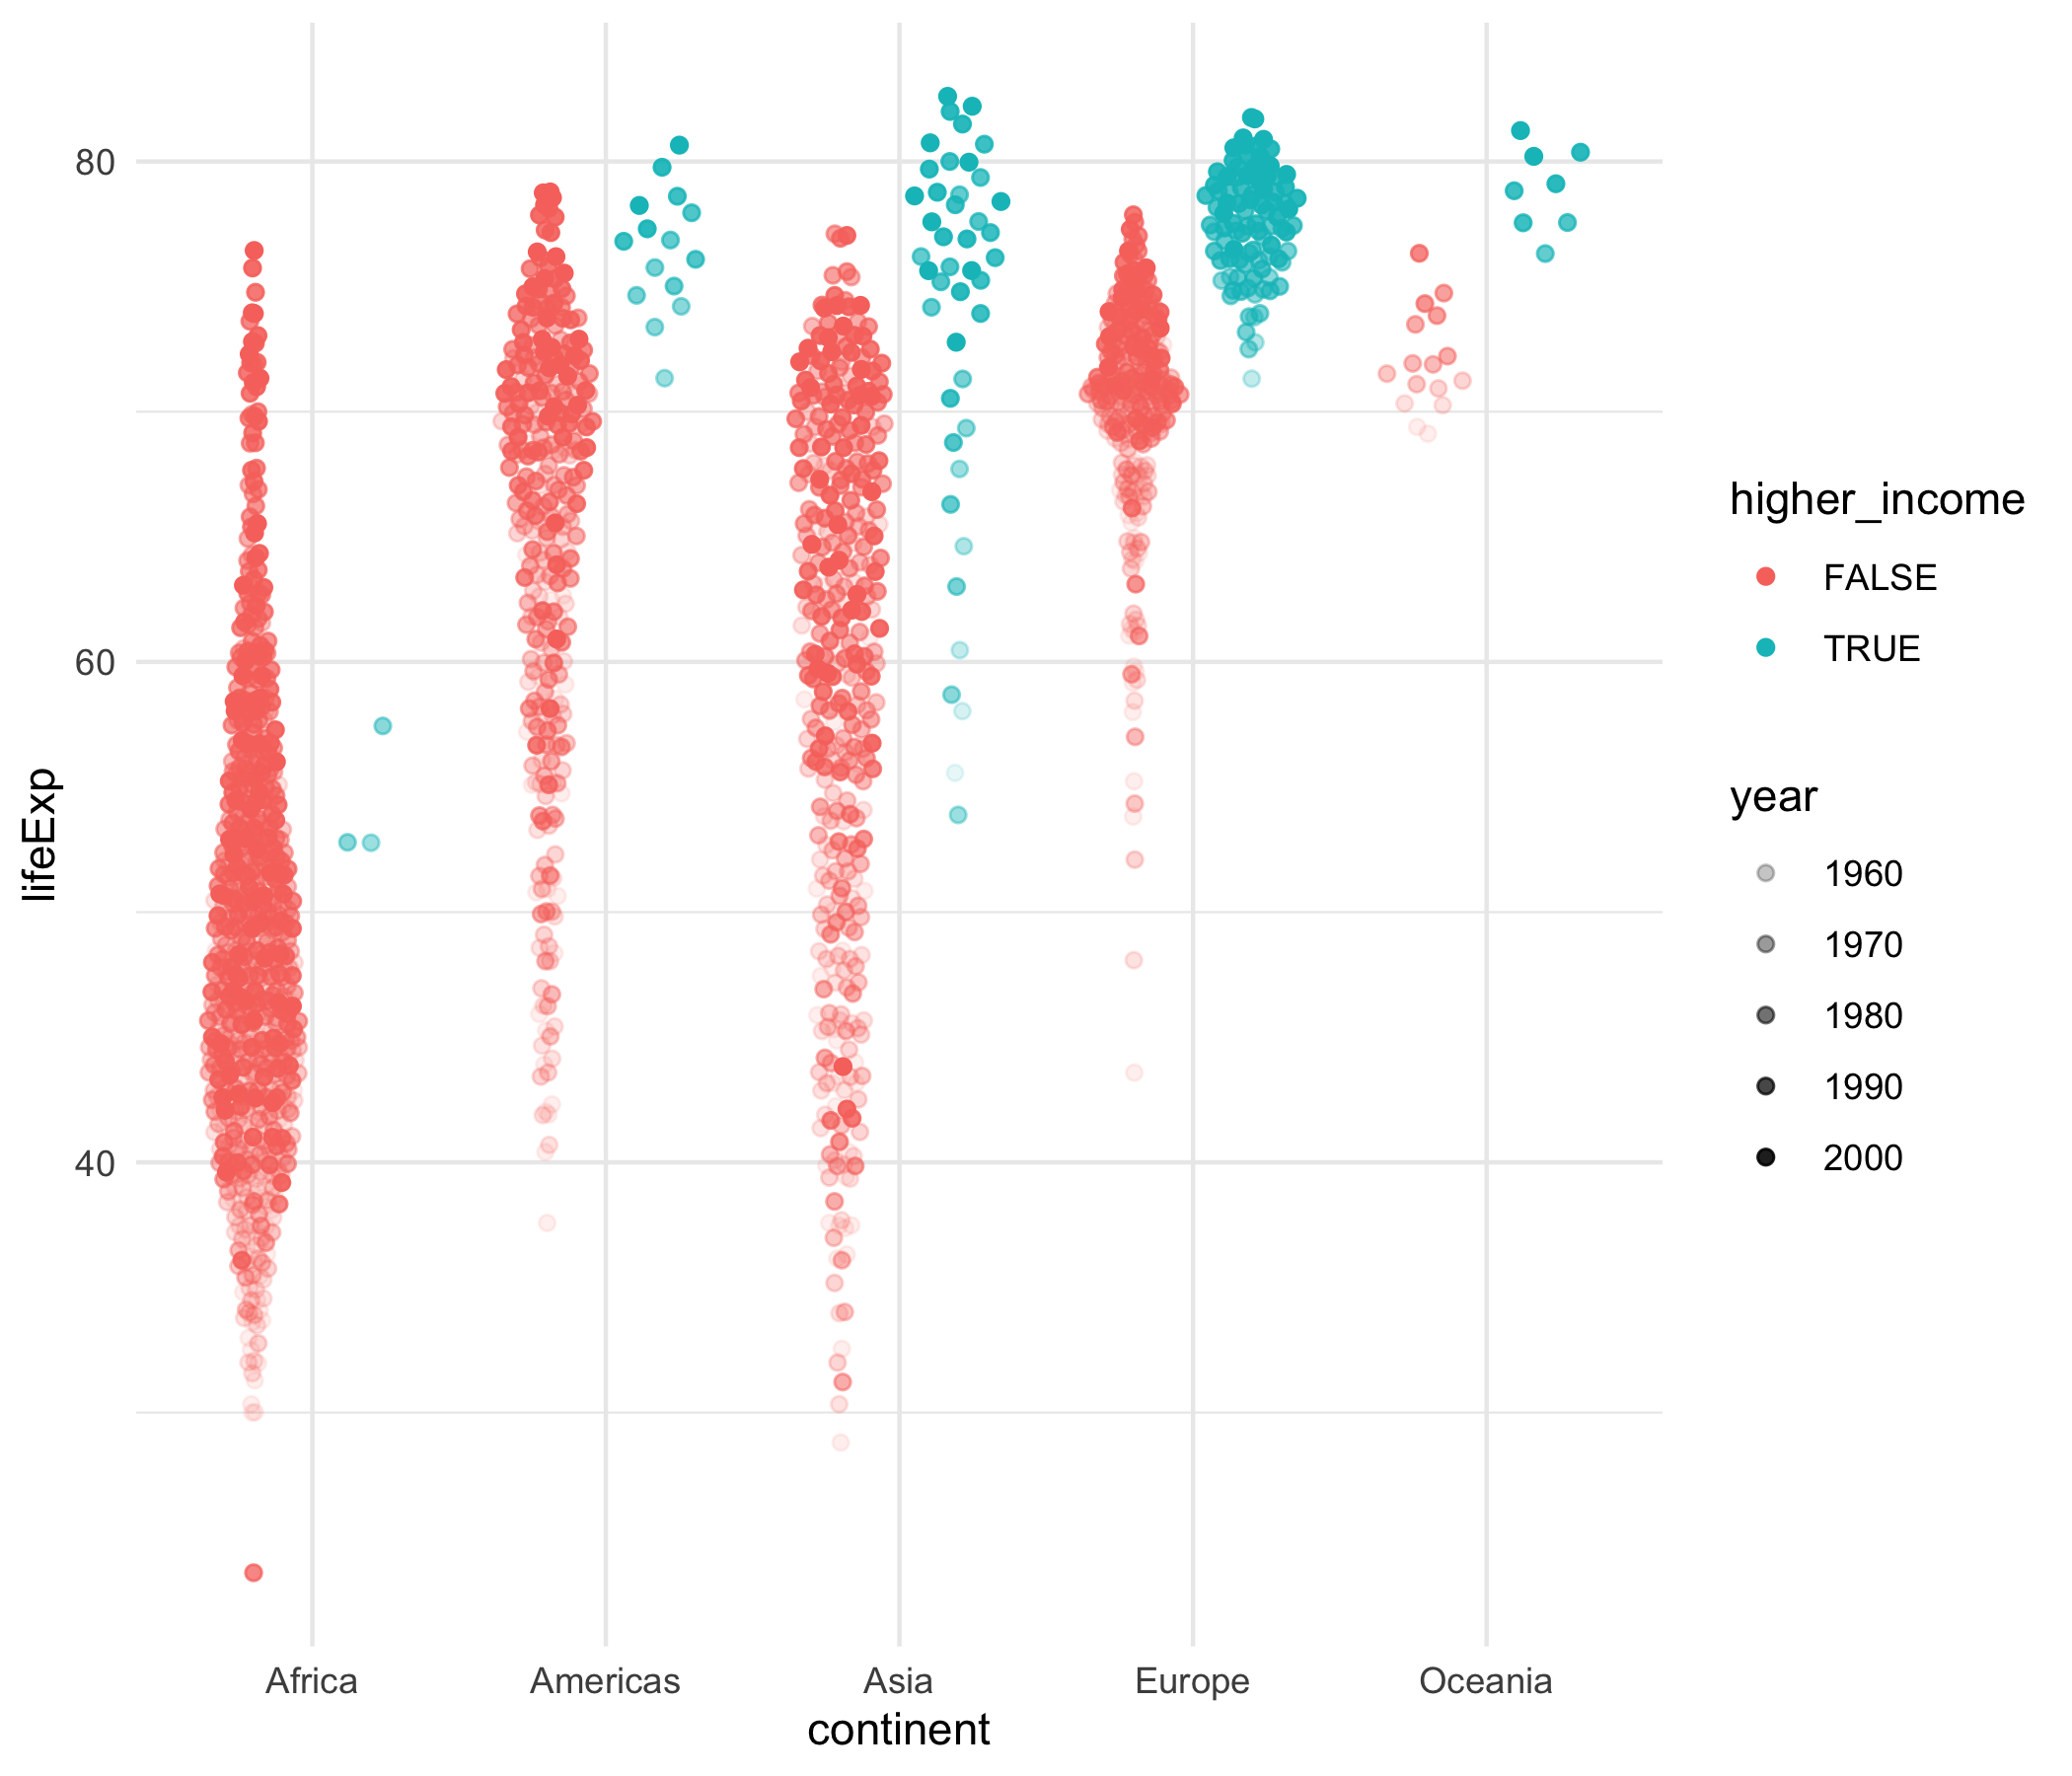 80
60
40
lifeExp
Africa
Americas
Asia
Europe
Oceania
continent
higher_income
FALSE
TRUE
year
1960
1970
1980
1990
2000